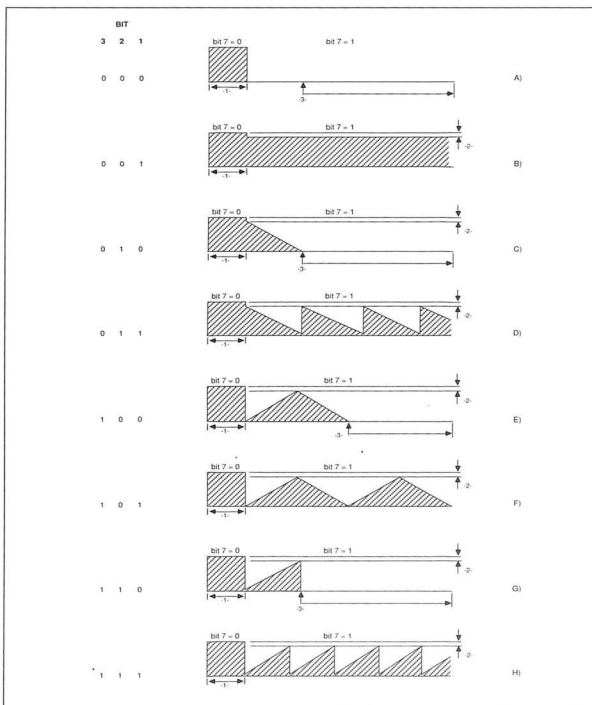 BIT
3 2 1 bit 7 = 0 bit 7 = 1
0 0 0 A)
-1- -3-
bit 7 = 0 bit 7 = 1
0 0 1 -2- B)
-1-
bit 7 = 0 bit 7 = 1
-2-
0 1 0 C)
-1- -3-
bit 7 = 0 bit 7 = 1
-2-
0 1 1 D)
-1-
bit 7 = 0 bit 7 = 1
-2-
1 0 0 E)
-1- -3-
bit 7 = 0 bit 7 = 1
-2-
1 0 1 F)
-1-
bit 7 = 0 bit 7 = 1
-2-
1 1 0 G)
-1- -3-
bit 7 = 0 bit 7 = 1
-2-
1 1 1 H)
-1-